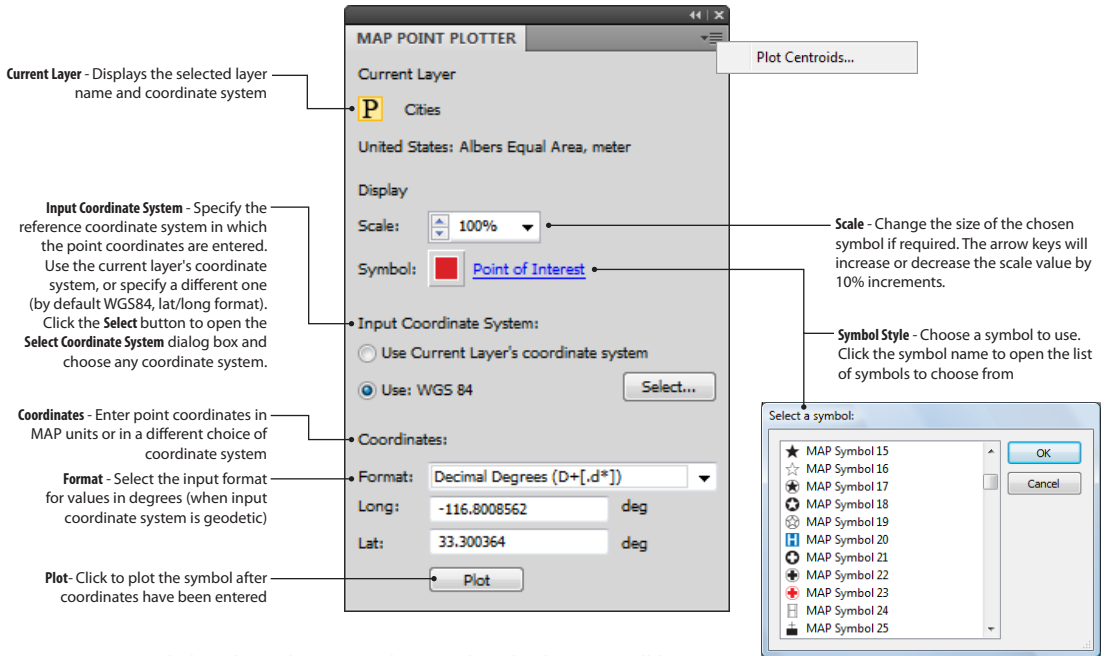 MAP POINT PLOTTER
Plot Centroids...
Current Layer
Cities
United States: Albers Equal Area, meter
Display
Scale:
100%
Symbol:
Point of Interest
Input Coordinate System:
Use Current Layer's coordinate system
Use: WGS 84
Select...
Coordinates:
Format:
Decimal Degrees (D+[.d*])
Long:
-116.8008562
deg
Lat:
33.300364
deg
Plot
Current Layer - Displays the selected layer
name and coordinate system
Input Coordinate System - Specify the
reference coordinate system in which
the point coordinates are entered.
Use the current layer's coordinate
system, or specify a different one
(by default WGS84, lat/long format).
Click the Select button to open the
Select Coordinate System dialog box and
choose any coordinate system.
Coordinates - Enter point coordinates in
MAP units or in a different choice of
coordinate system
Format - Select the input format
for values in degrees (when input
coordinate system is geodetic)
Plot- Click to plot the symbol after
coordinates have been entered
Scale - Change the size of the chosen
symbol if required. The arrow keys will
increase or decrease the scale value by
10% increments.
Symbol Style - Choose a symbol to use.
Click the symbol name to open the list
of symbols to choose from
Select a symbol:
MAP Symbol 15
MAP Symbol 16
MAP Symbol 17
MAP Symbol 18
MAP Symbol 19
MAP Symbol 20
MAP Symbol 21
MAP Symbol 22
MAP Symbol 23
MAP Symbol 24
MAP Symbol 25
OK
Cancel